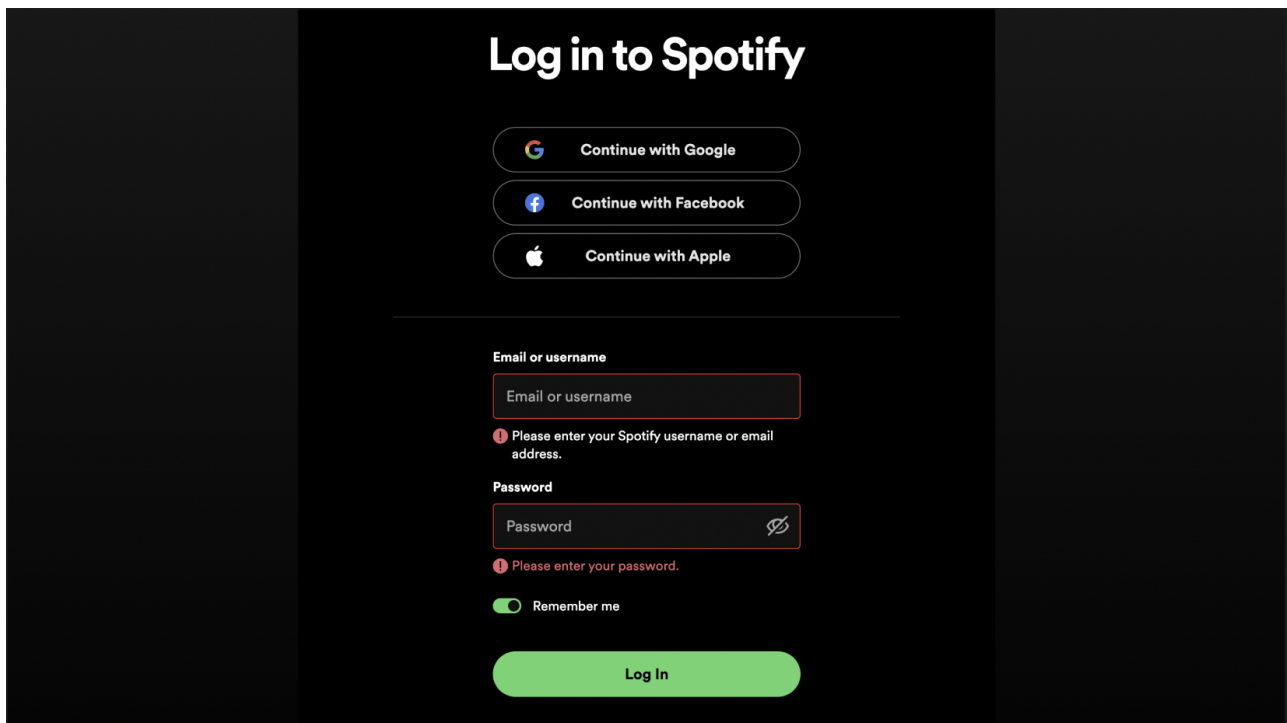 Log in to Spotify
Continue with Google
Continue with Facebook
Continue with Apple
Email or username
Email or username
Please enter your Spotify username or email
address.
Password
Password
Please enter your password.
Remember me
Log In